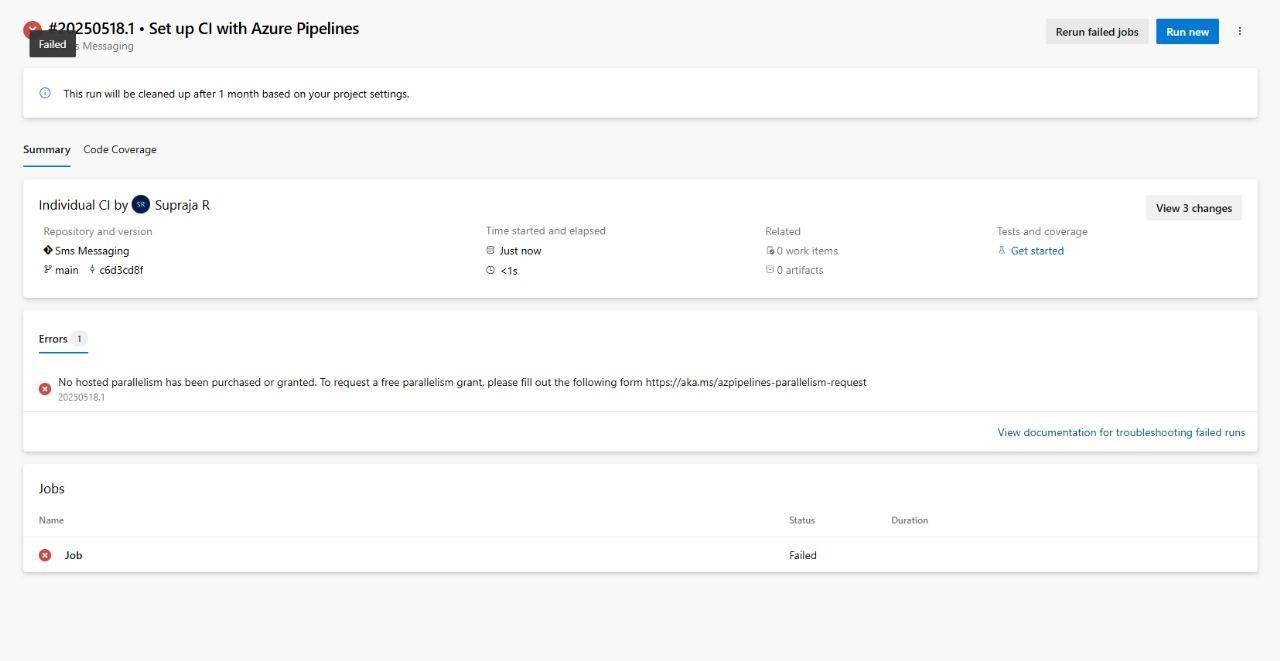 #20250518.1 • Set up CI with Azure Pipelines
Rerun failed jobs
Run new
Failed
s Messaging
This run will be cleaned up after 1 month based on your project settings.
Summary
Code Coverage
Individual CI by SR Supraja R
View 3 changes
Repository and version
Time started and elapsed
Related
Tests and coverage
Sms Messaging
Just now
0 work items
Get started
main c6d3cd8f
<1s
0 artifacts
Errors 1
No hosted parallelism has been purchased or granted. To request a free parallelism grant, please fill out the following form https://aka.ms/azpipelines-parallelism-request
20250518.1
View documentation for troubleshooting failed runs
Jobs
Name
Status
Duration
Job
Failed